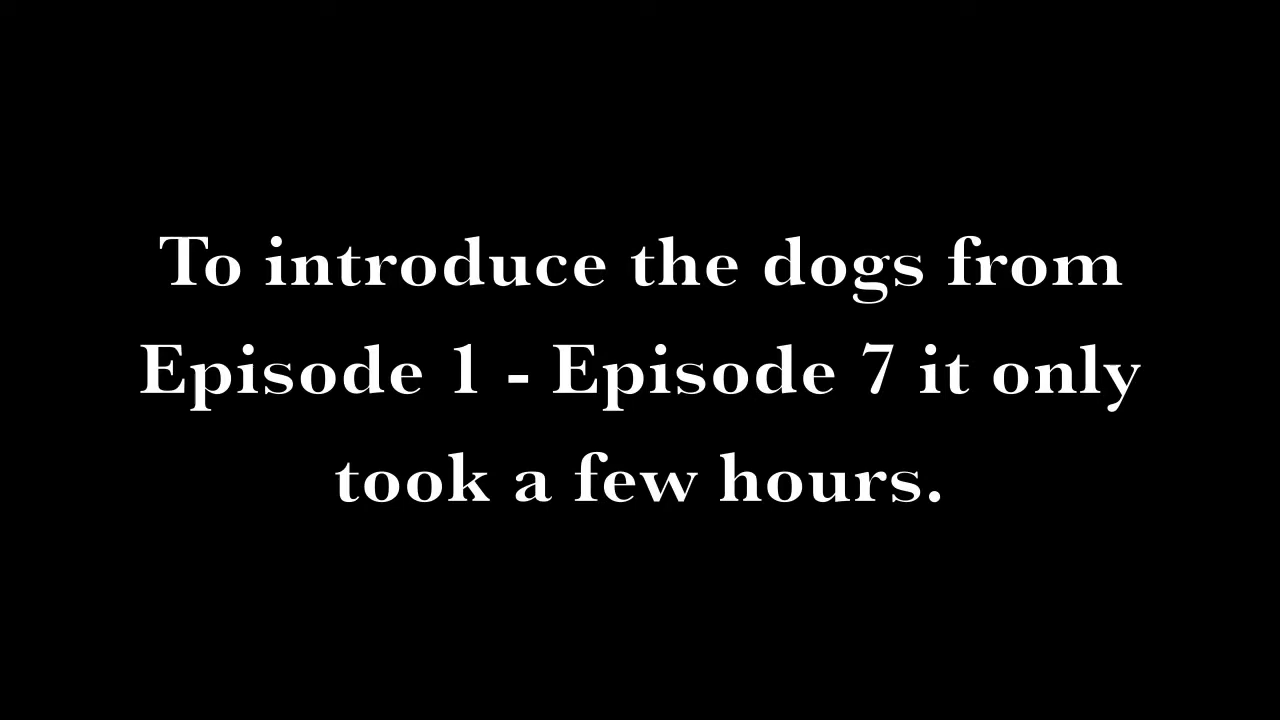 To introduce the dogs from
Episode 1 - Episode 7 it only
took a few hours.